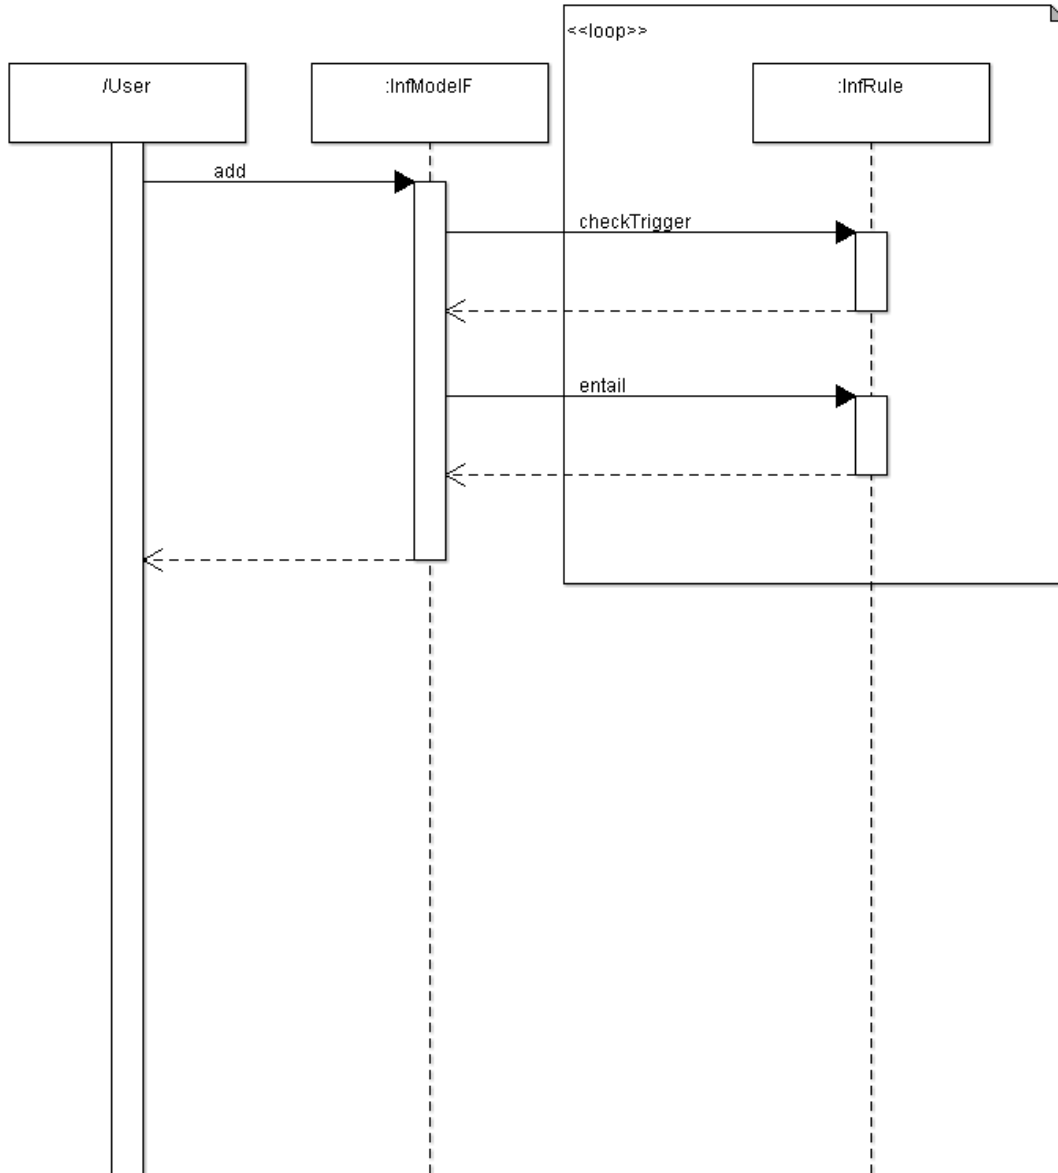 <<loop>>
/User
:InfModelF
:InfRule
add
checkTrigger
entail